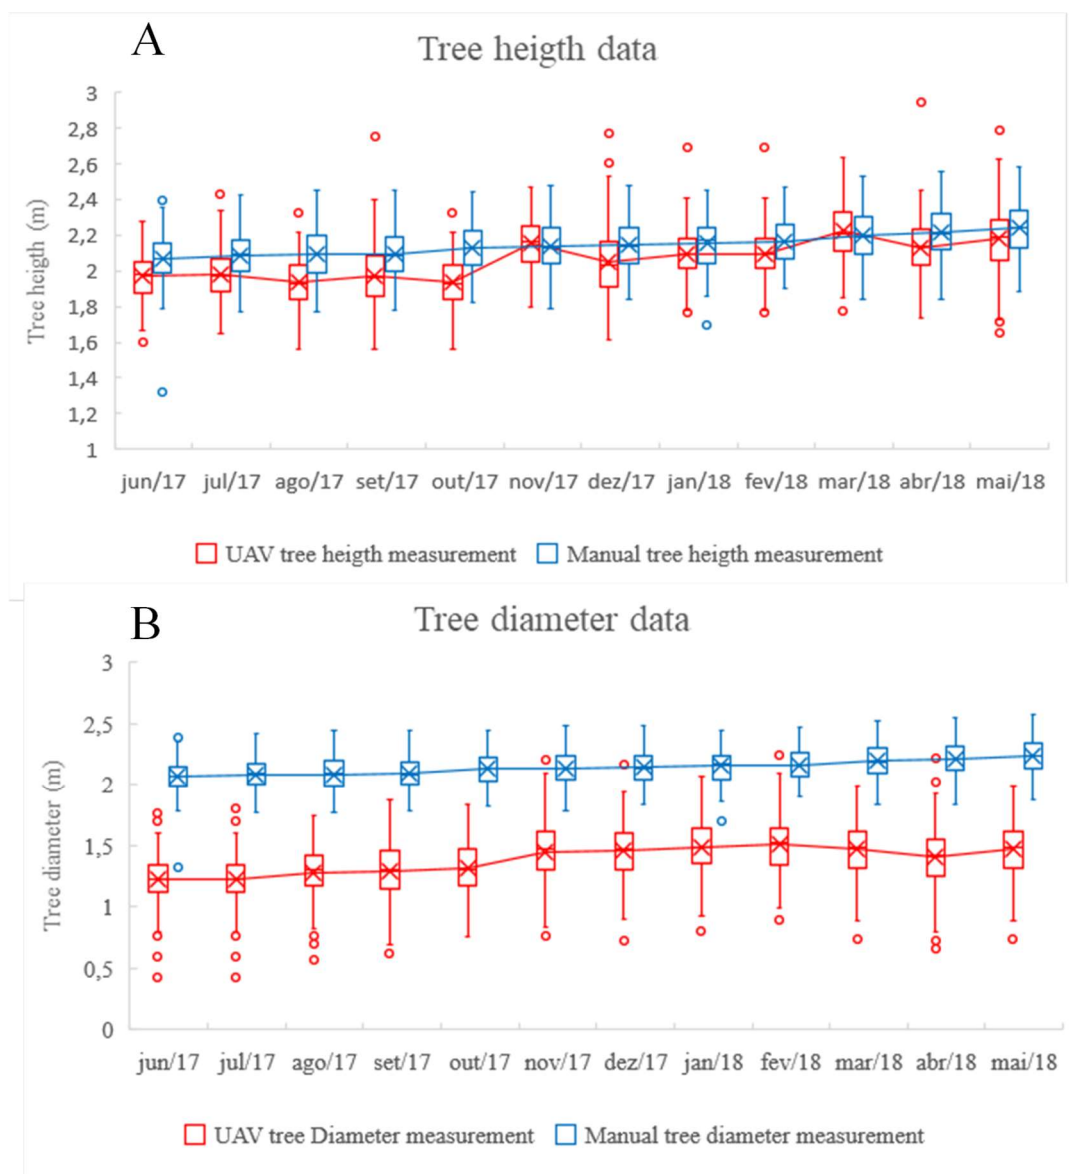 A
Tree heigth data
Tree heigth (m)
3
2,8
2,6
2,4
2,2
2
1,8
1,6
1,4
1,2
1
jun/17 jul/17 ago/17 set/17 out/17 nov/17 dez/17 jan/18 fev/18 mar/18 abr/18 mai/18
UAV tree heigth measurement Manual tree heigth measurement
B
Tree diameter data
Tree diameter (m)
3
2,5
2
1,5
1
0,5
0
jun/17 jul/17 ago/17 set/17 out/17 nov/17 dez/17 jan/18 fev/18 mar/18 abr/18 mai/18
UAV tree Diameter measurement Manual tree diameter measurement